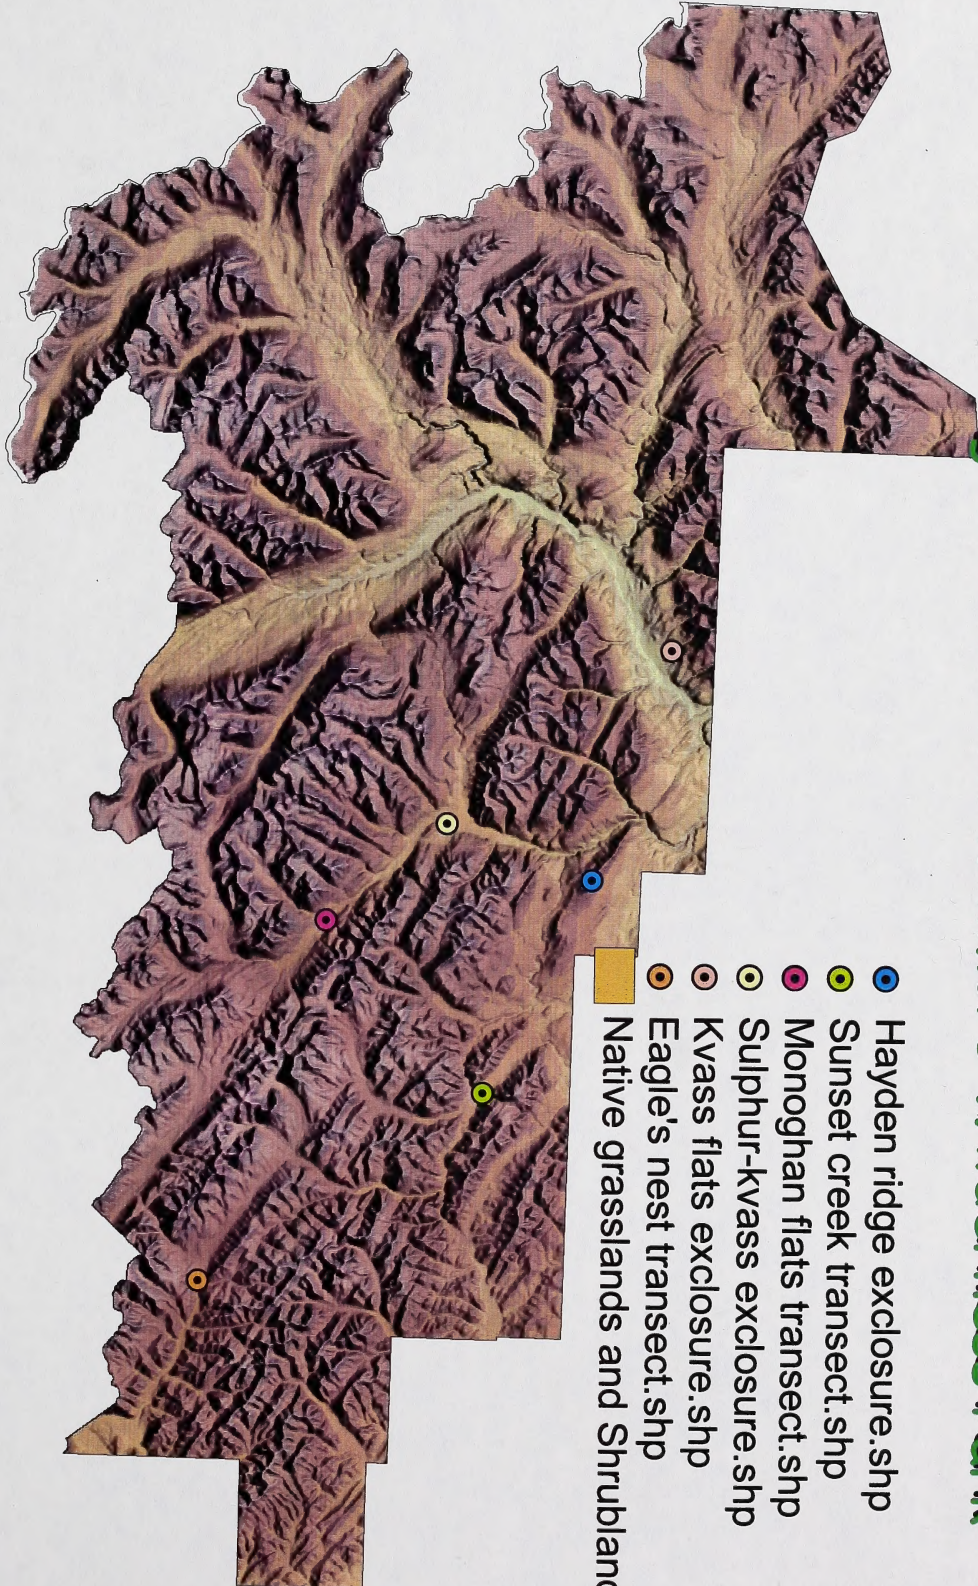 Hayden ridge exclosure.shp
Sunset creek transect.shp
Monoghan flats transect.shp
Sulphur-kvass exclosure.shp
Kvass flats exclosure.shp
Eagle's nest transect.shp
Native grasslands and Shrubland